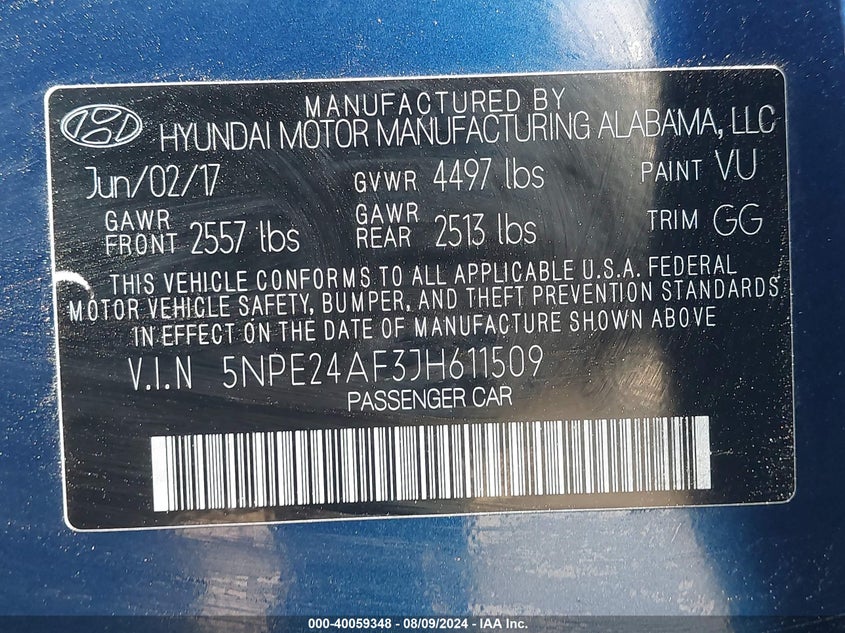 MANUFACTURED BY
HYUNDAI MOTOR MANUFACTURING ALABAMA, LLC
Jun/02/17 GVWR 4497 lbs PAINT VU
GAWR FRONT 2557 lbs GAWR REAR 2513 lbs TRIM GG
THIS VEHICLE CONFORMS TO ALL APPLICABLE U.S.A. FEDERAL
MOTOR VEHICLE SAFETY, BUMPER, AND THEFT PREVENTION STANDARDS
IN EFFECT ON THE DATE OF MANUFACTURE SHOWN ABOVE
V.I.N 5NPE24AF3JH611509
PASSENGER CAR
000-40059348 - 08/09/2024 - IAA Inc.